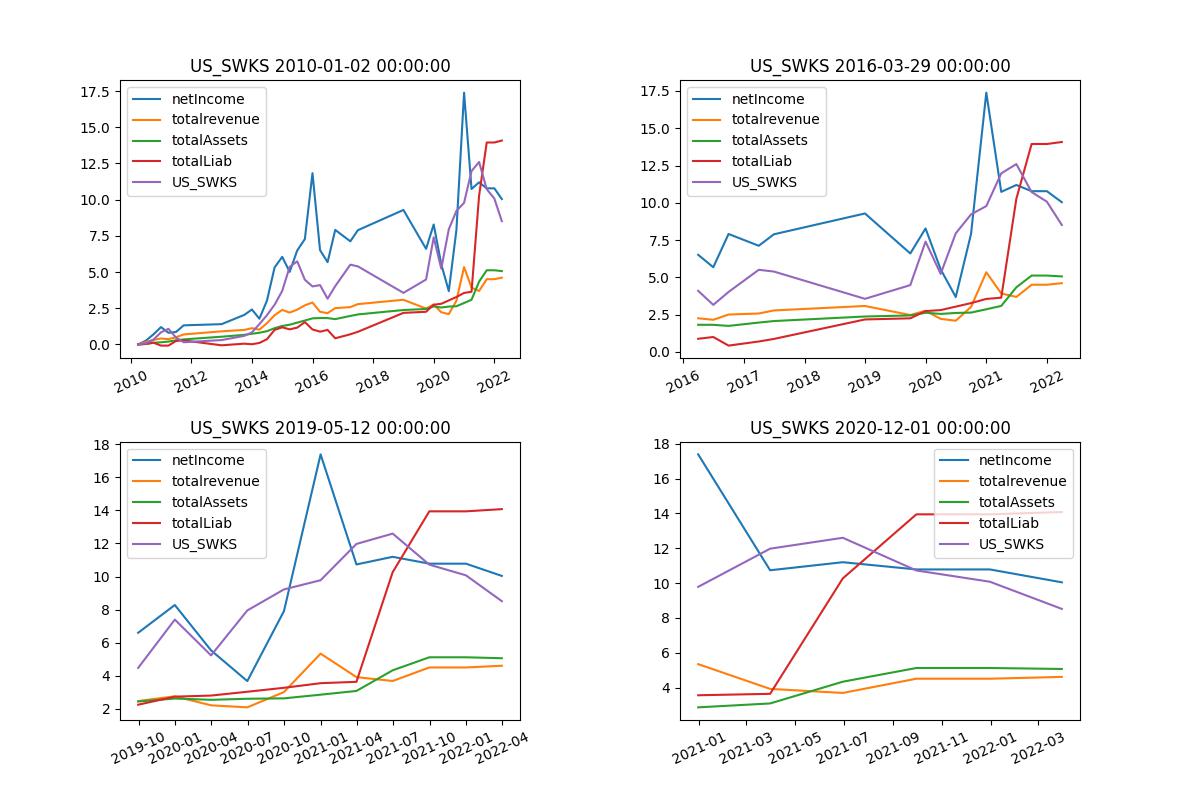 US_SWKS 2010-01-02 00:00:00
17.5
15.0
12.5
10.0
7.5
5.0
2.5
0.0
netIncome
totalrevenue
totalAssets
totalLiab
US_SWKS
2010
2012
2014
2016
2018
2020
2022
US_SWKS 2016-03-29 00:00:00
17.5
15.0
12.5
10.0
7.5
5.0
2.5
0.0
netIncome
totalrevenue
totalAssets
totalLiab
US_SWKS
2016
2017
2018
2019
2020
2021
2022
US_SWKS 2019-05-12 00:00:00
18
16
14
12
10
8
6
4
2
netIncome
totalrevenue
totalAssets
totalLiab
US_SWKS
2019-10
2020-01
2020-04
2020-07
2020-10
2021-01
2021-04
2021-07
2021-10
2022-01
2022-04
US_SWKS 2020-12-01 00:00:00
18
16
14
12
10
8
6
4
netIncome
totalrevenue
totalAssets
totalLiab
US_SWKS
2021-01
2021-03
2021-05
2021-07
2021-09
2021-11
2022-01
2022-03